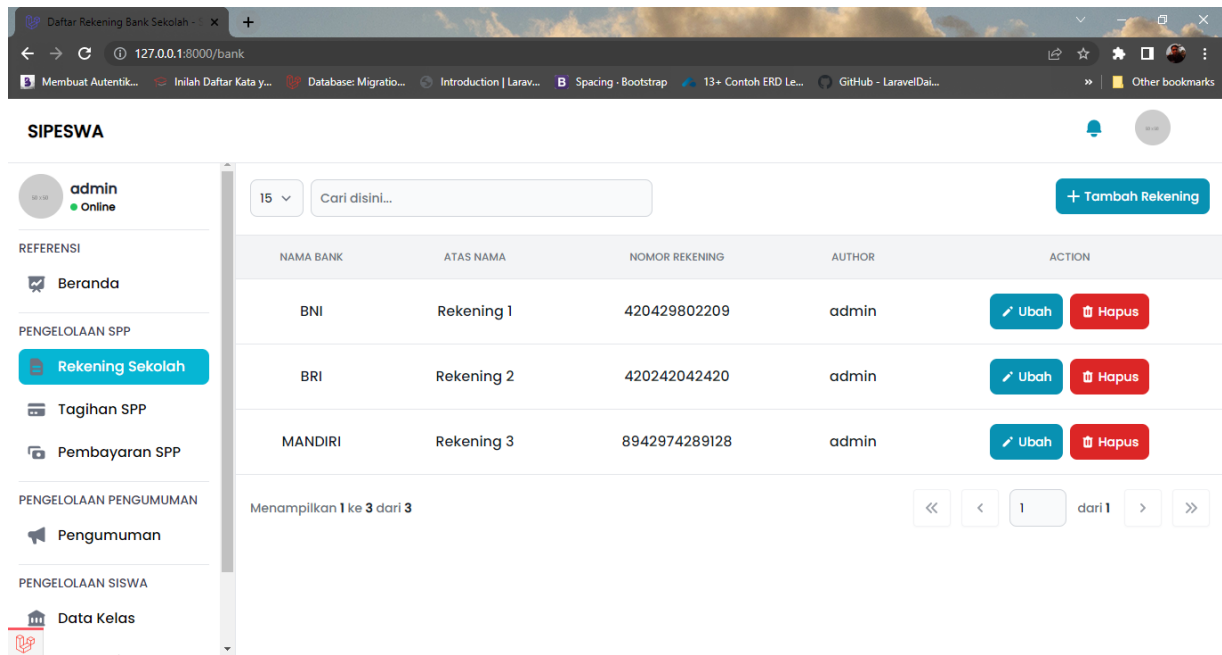 Daftar Rekening Bank Sekolah - S
127.0.0.1:8000/bank
Membuat Autentik... Inilah Daftar Kata y... Database: Migratio... Introduction | Larav... Spacing · Bootstrap 13+ Contoh ERD Le... GitHub - LaravelDai... » Other bookmarks
SIPESWA
admin
Online
REFERENSI
Beranda
PENGELOLAAN SPP
Rekening Sekolah
Tagihan SPP
Pembayaran SPP
PENGELOLAAN PENGUMUMAN
Pengumuman
PENGELOLAAN SISWA
Data Kelas
15 Cari disini... + Tambah Rekening
NAMA BANK ATAS NAMA NOMOR REKENING AUTHOR ACTION
BNI Rekening 1 420429802209 admin Ubah Hapus
BRI Rekening 2 420242042420 admin Ubah Hapus
MANDIRI Rekening 3 8942974289128 admin Ubah Hapus
Menampilkan 1 ke 3 dari 3 « ‹ 1 dari 1 › »